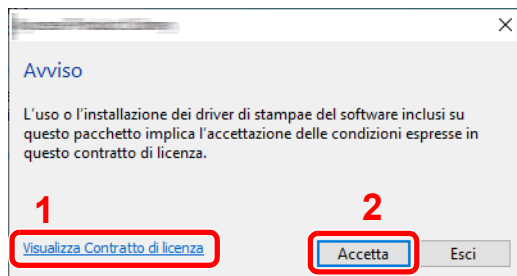 Avviso
L'uso o l'installazione dei driver di stampae del software inclusi su
questo pacchetto implica l'accettazione delle condizioni espresse in
questo contratto di licenza.
1
2
Visualizza Contratto di licenza
Accetta
Esci